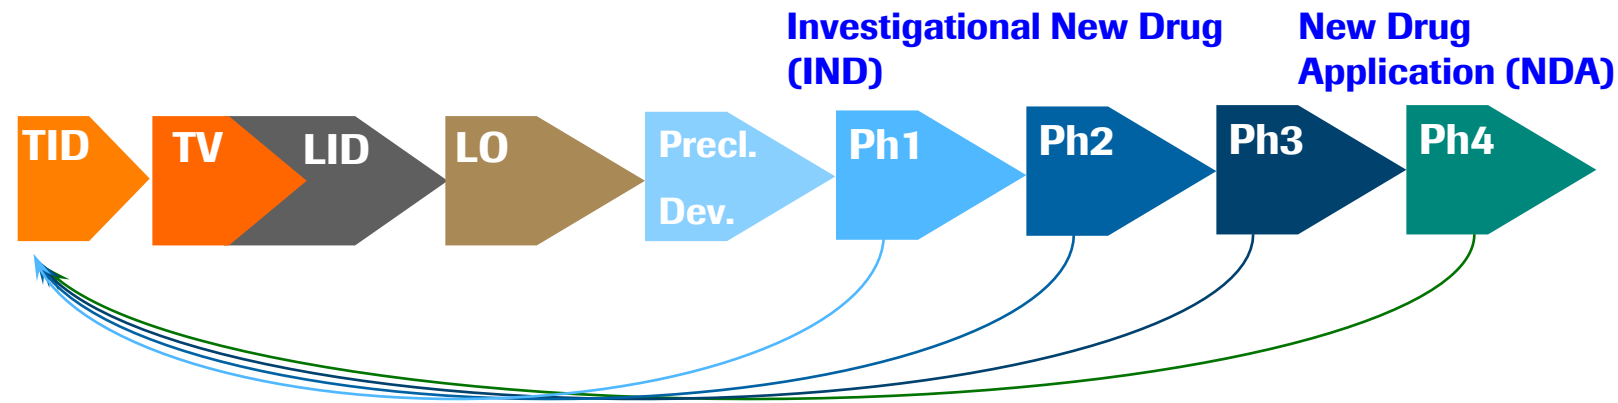 Investigational New Drug
(IND)
New Drug
Application (NDA)
TID
TV
LID
LO
Precl.
Dev.
Ph1
Ph2
Ph3
Ph4